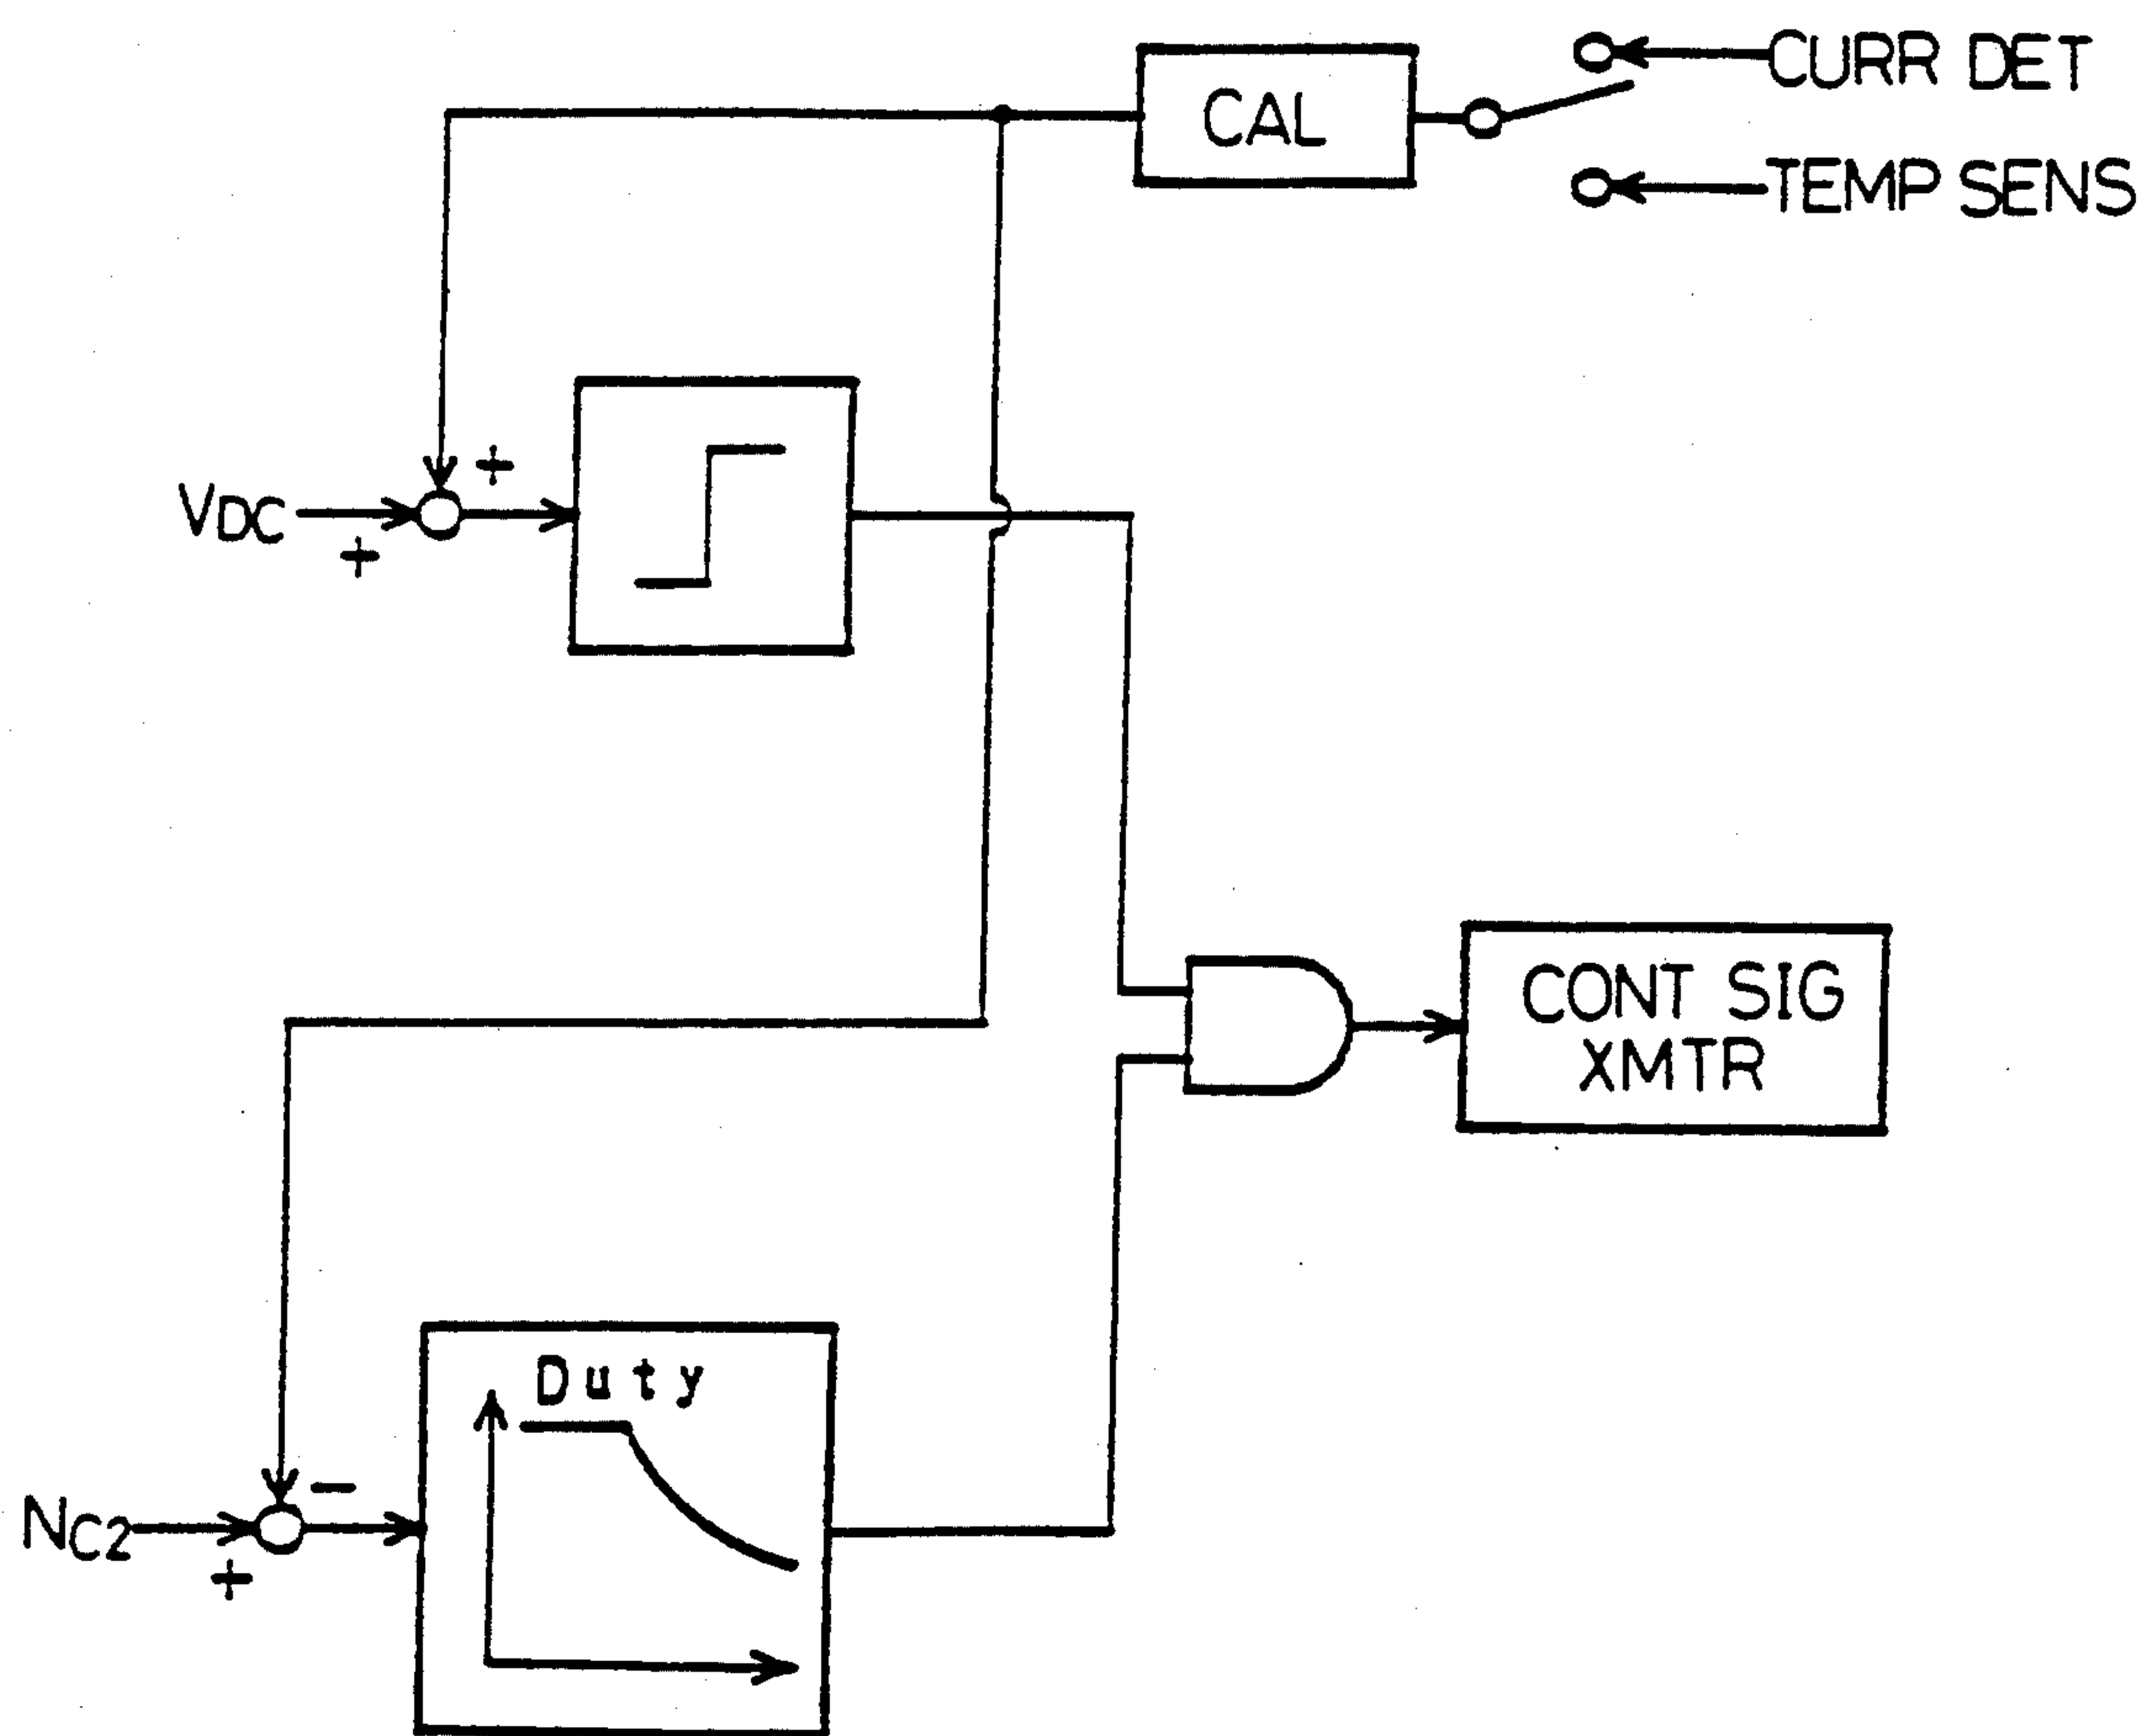 CURR DET
CAL
TEMP SENS
+
VDC
+
CONT SIG
XMTR
Duty
−
NC2
+